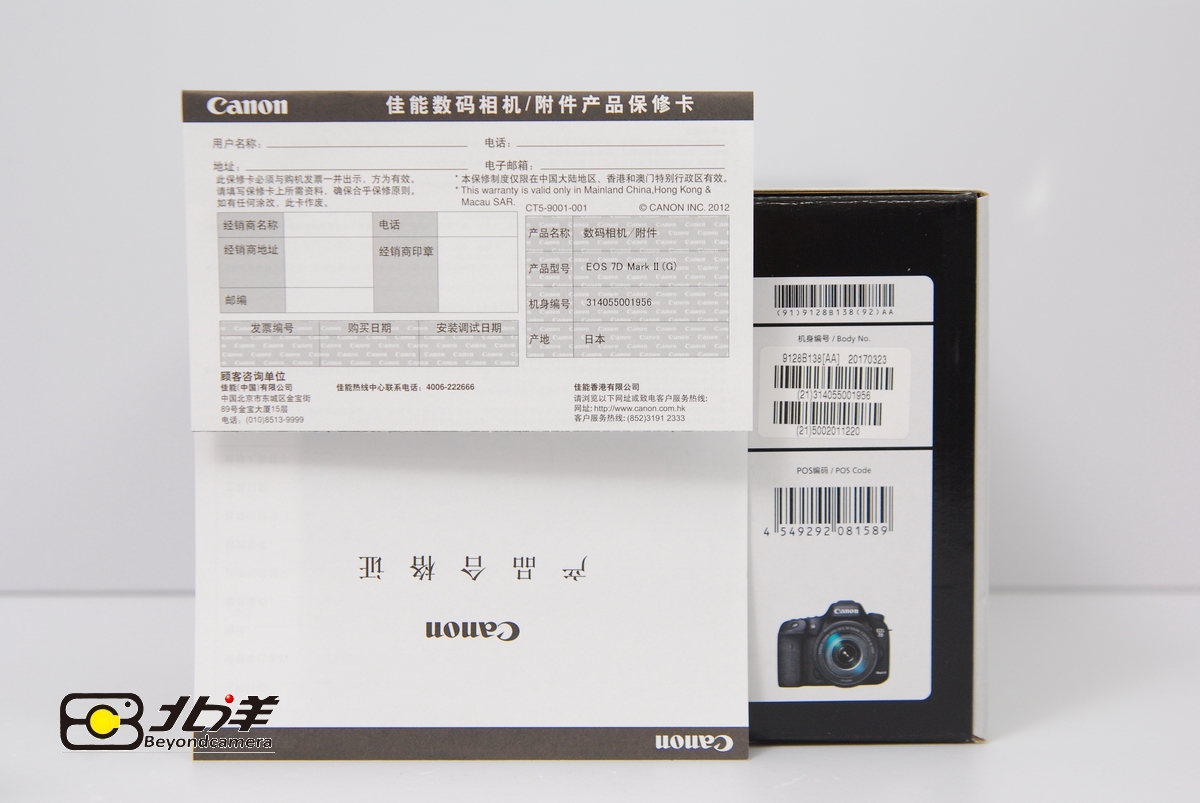 Canon
佳能数码相机/附件产品保修卡
用户名称:
电话:
地址:
电子邮箱:
此保修卡必须与购机发票一并出示,方为有效。
请填写保修卡上所需资料,确保合乎保修原则。
如有任何涂改,此卡作废。
* 本保修制度仅限在中国大陆地区、香港和澳门特别行政区有效。
* This warranty is valid only in Mainland China,Hong Kong &
Macau SAR.
CT5-9001-001 © CANON INC. 2012
经销商名称
电话
经销商地址
经销商印章
邮编
产品名称 数码相机/附件
产品型号 EOS 7D Mark II (G)
机身编号 314055001956
产地 日本
发票编号 购买日期 安装调试日期
顾客咨询单位
佳能(中国)有限公司
中国北京市东城区金宝街
89号金宝大厦15层
电话: (010)8513-9999
佳能热线中心联系电话: 4006-222666
佳能香港有限公司
请浏览以下网址或致电客户服务热线:
网址: http://www.canon.com.hk
客户服务热线: (852)3191 2333
(91)9128B138(92)AA
机身编号 / Body No.
9128B138[AA] 20170323
(21)314055001956
(21)5002011220
POS编码 / POS Code
4 549292 081589
Canon
产品合格证
Canon
Canon
北洋
Beyondcamera